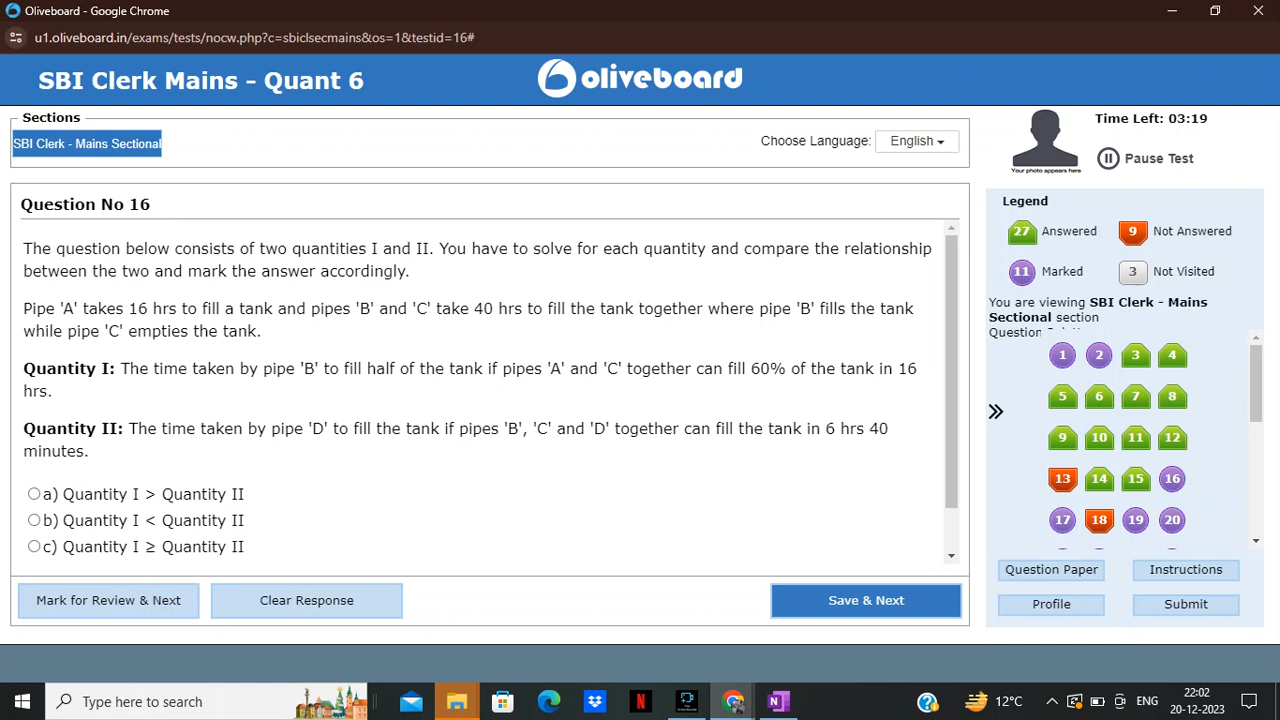 Oliveboard - Google Chrome
u1.oliveboard.in/exams/tests/nocw.php?c=sbiclsecmains&os=1&testid=16#
SBI Clerk Mains - Quant 6
oliveboard
Sections
SBI Clerk - Mains Sectional
Choose Language:
English
Your photo appears here
Time Left: 03:19
Pause Test
Question No 16
The question below consists of two quantities I and II. You have to solve for each quantity and compare the relationship
between the two and mark the answer accordingly.
Pipe 'A' takes 16 hrs to fill a tank and pipes 'B' and 'C' take 40 hrs to fill the tank together where pipe 'B' fills the tank
while pipe 'C' empties the tank.
Quantity I: The time taken by pipe 'B' to fill half of the tank if pipes 'A' and 'C' together can fill 60% of the tank in 16
hrs.
Quantity II: The time taken by pipe 'D' to fill the tank if pipes 'B', 'C' and 'D' together can fill the tank in 6 hrs 40
minutes.
a) Quantity I > Quantity II
b) Quantity I < Quantity II
c) Quantity I ≥ Quantity II
Mark for Review & Next
Clear Response
Save & Next
Legend
27 Answered
9 Not Answered
11 Marked
3 Not Visited
You are viewing SBI Clerk - Mains
Sectional section
Question
1 2 3 4
5 6 7 8
9 10 11 12
13 14 15 16
17 18 19 20
Question Paper
Instructions
Profile
Submit
Type here to search
12°C
ENG
22:02
20-12-2023